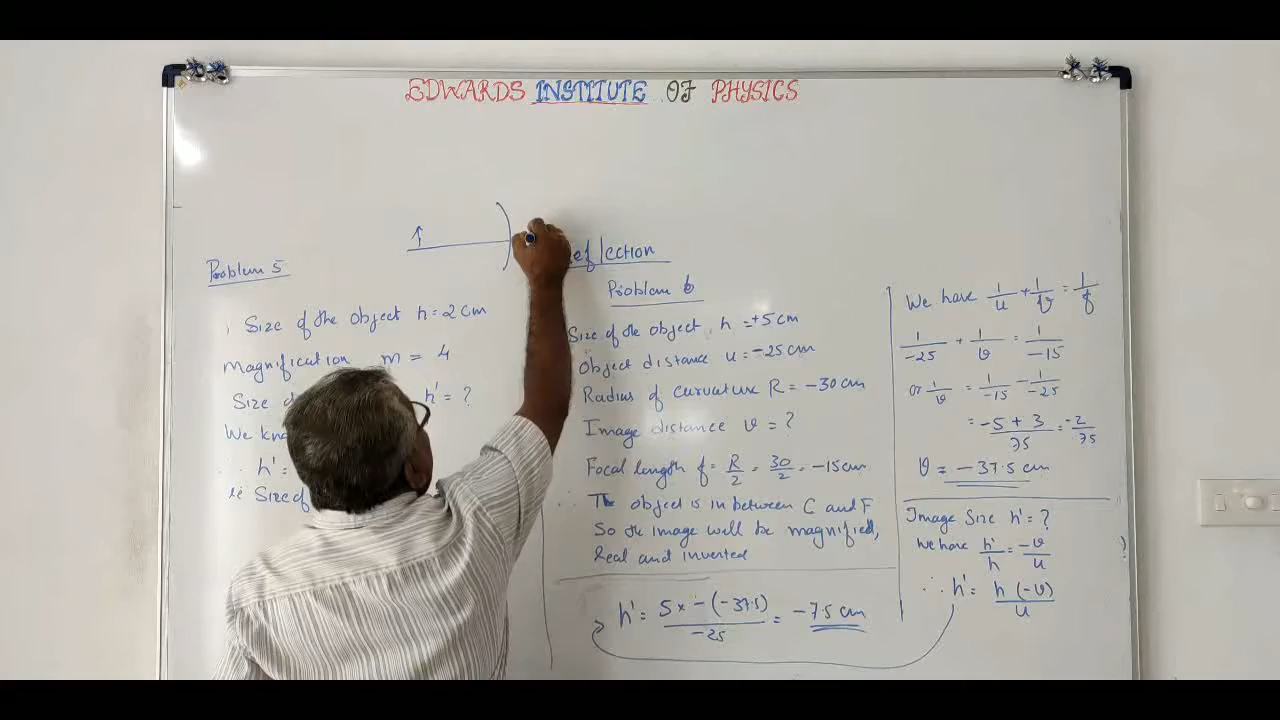 EDWARDS INSTITUTE OF PHYSICS
eflection
Problem 5
Size of the object h = 2 cm
magnification m = 4
Size h' = ?
We
∴ h' =
ie Size of
Problem 6
Size of the object, h = +5 cm
Object distance u = -25 cm
Radius of curvature R = -30 cm
Image distance v = ?
Focal length f = R/2 = 30/2 = -15 cm
∴ The object is in between C and F
So the image will be magnified,
Real and inverted
h' = 5 x - (-37.5) / -25 = -7.5 cm
We have 1/u + 1/v = 1/f
1/-25 + 1/v = 1/-15
or 1/v = 1/-15 - 1/-25
= -5 + 3 / 75 = -2/75
v = -37.5 cm
Image Size h' = ?
We have h'/h = -v/u
∴ h' = h (-v) / u